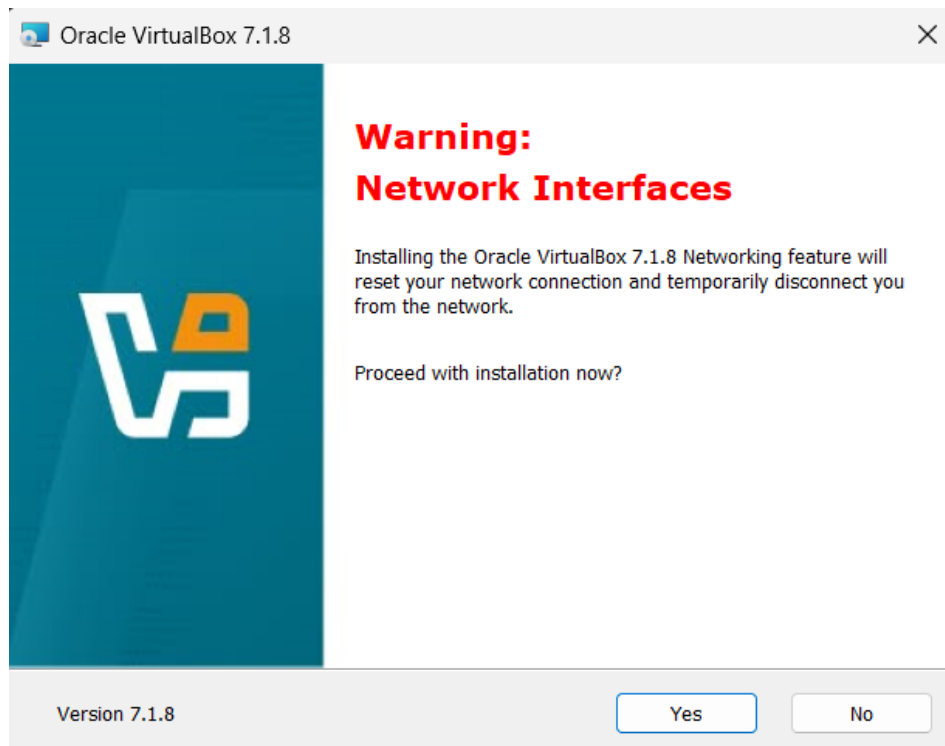 Oracle VirtualBox 7.1.8
Warning:
Network Interfaces
Installing the Oracle VirtualBox 7.1.8 Networking feature will
reset your network connection and temporarily disconnect you
from the network.
Proceed with installation now?
Version 7.1.8
Yes
No